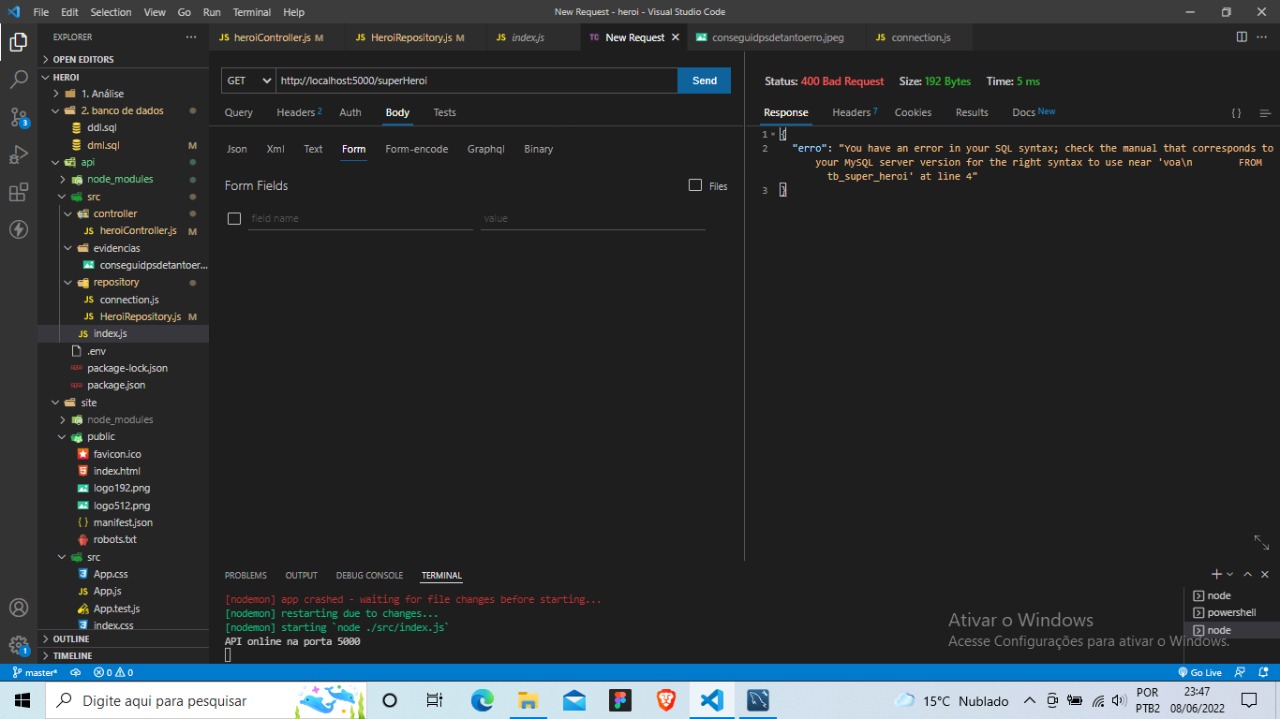 File Edit Selection View Go Run Terminal Help
New Request - heroi - Visual Studio Code
EXPLORER ...
OPEN EDITORS
HEROI
1. Análise
2. banco de dados
ddl.sql
dml.sql M
api
node_modules
src
controller
JS heroiController.js M
evidencias
conseguidpsdetantoer...
repository
JS connection.js
JS HeroiRepository.js M
JS index.js
.env
package-lock.json
package.json
site
node_modules
public
favicon.ico
index.html
logo192.png
logo512.png
{ } manifest.json
robots.txt
src
App.css
JS App.js
App.test.js
index.css
OUTLINE
TIMELINE
3
1
JS heroiController.js M
JS HeroiRepository.js M
JS index.js
TC New Request
conseguidpsdetantoerro.jpeg
JS connection.js
GET http://localhost:5000/superHeroi Send
Query Headers 2 Auth Body Tests
Json Xml Text Form Form-encode Graphql Binary
Form Fields Files
field name value
Status: 400 Bad Request Size: 192 Bytes Time: 5 ms
Response Headers 7 Cookies Results Docs New { }
1 {
2 "erro": "You have an error in your SQL syntax; check the manual that corresponds to
your MySQL server version for the right syntax to use near 'voa\n FROM
tb_super_heroi' at line 4"
3 }
PROBLEMS OUTPUT DEBUG CONSOLE TERMINAL
[nodemon] app crashed - waiting for file changes before starting...
[nodemon] restarting due to changes...
[nodemon] starting `node ./src/index.js`
API online na porta 5000
node
powershell
node
Ativar o Windows
Acesse Configurações para ativar o Windows.
master* 0 0 Go Live
Digite aqui para pesquisar
15°C Nublado
POR
PTB2
23:47
08/06/2022